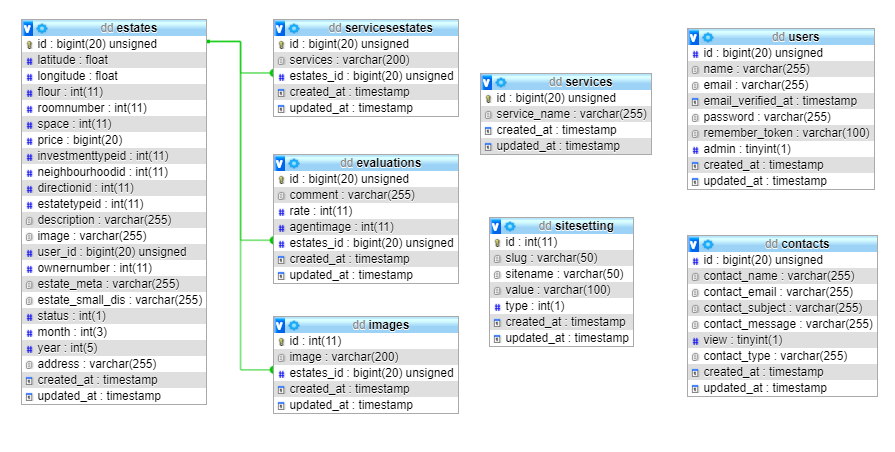 dd estates
id : bigint(20) unsigned
latitude : float
longitude : float
flour : int(11)
roomnumber : int(11)
space : int(11)
price : bigint(20)
investmenttypeid : int(11)
neighbourhoodid : int(11)
directionid : int(11)
estatetypeid : int(11)
description : varchar(255)
image : varchar(255)
user_id : bigint(20) unsigned
ownernumber : int(11)
estate_meta : varchar(255)
estate_small_dis : varchar(255)
status : int(1)
month : int(3)
year : int(5)
address : varchar(255)
created_at : timestamp
updated_at : timestamp
dd servicesestates
id : bigint(20) unsigned
services : varchar(200)
estates_id : bigint(20) unsigned
created_at : timestamp
updated_at : timestamp
dd evaluations
id : bigint(20) unsigned
comment : varchar(255)
rate : int(11)
agentimage : int(11)
estates_id : bigint(20) unsigned
created_at : timestamp
updated_at : timestamp
dd images
id : int(11)
image : varchar(200)
estates_id : bigint(20) unsigned
created_at : timestamp
updated_at : timestamp
dd services
id : bigint(20) unsigned
service_name : varchar(255)
created_at : timestamp
updated_at : timestamp
dd sitesetting
id : int(11)
slug : varchar(50)
sitename : varchar(50)
value : varchar(100)
type : int(1)
created_at : timestamp
updated_at : timestamp
dd users
id : bigint(20) unsigned
name : varchar(255)
email : varchar(255)
email_verified_at : timestamp
password : varchar(255)
remember_token : varchar(100)
admin : tinyint(1)
created_at : timestamp
updated_at : timestamp
dd contacts
id : bigint(20) unsigned
contact_name : varchar(255)
contact_email : varchar(255)
contact_subject : varchar(255)
contact_message : varchar(255)
view : tinyint(1)
contact_type : varchar(255)
created_at : timestamp
updated_at : timestamp